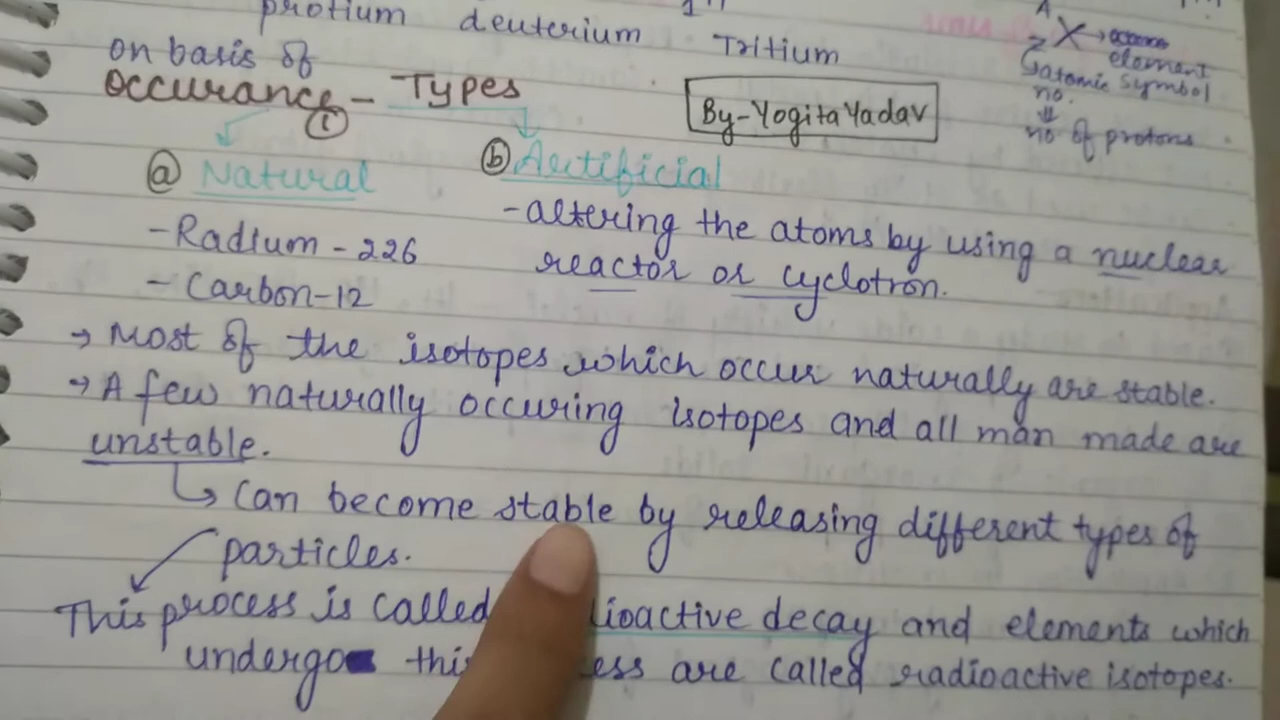 protium deuterium Tritium
A
Z X → element
atomic symbol
no.
no of protons
on basis of
Occurance - Types
①
By-Yogita Yadav
ⓐ Natural
- Radium - 226
- Carbon-12
ⓑ Artificial
- altering the atoms by using a nuclear
reactor or cyclotron.
→ Most of the isotopes which occur naturally are stable.
→ A few naturally occuring isotopes and all man made are
unstable.
↳ Can become stable by releasing different types of
particles.
This process is called lioactive decay and elements which
undergo thi ess are called radioactive isotopes.